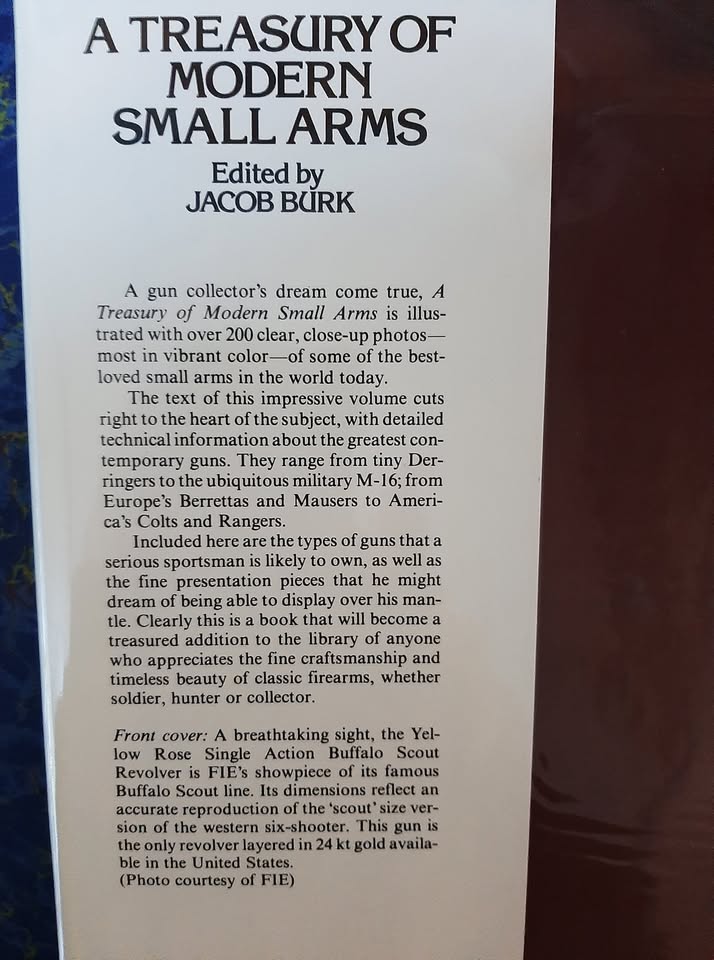 A TREASURY OF
MODERN
SMALL ARMS
Edited by
JACOB BURK
A gun collector's dream come true, A
Treasury of Modern Small Arms is illus-
trated with over 200 clear, close-up photos—
most in vibrant color—of some of the best-
loved small arms in the world today.
The text of this impressive volume cuts
right to the heart of the subject, with detailed
technical information about the greatest con-
temporary guns. They range from tiny Der-
ringers to the ubiquitous military M-16; from
Europe's Berrettas and Mausers to Ameri-
ca's Colts and Rangers.
Included here are the types of guns that a
serious sportsman is likely to own, as well as
the fine presentation pieces that he might
dream of being able to display over his man-
tle. Clearly this is a book that will become a
treasured addition to the library of anyone
who appreciates the fine craftsmanship and
timeless beauty of classic firearms, whether
soldier, hunter or collector.
Front cover: A breathtaking sight, the Yel-
low Rose Single Action Buffalo Scout
Revolver is FIE's showpiece of its famous
Buffalo Scout line. Its dimensions reflect an
accurate reproduction of the 'scout' size ver-
sion of the western six-shooter. This gun is
the only revolver layered in 24 kt gold availa-
ble in the United States.
(Photo courtesy of FIE)